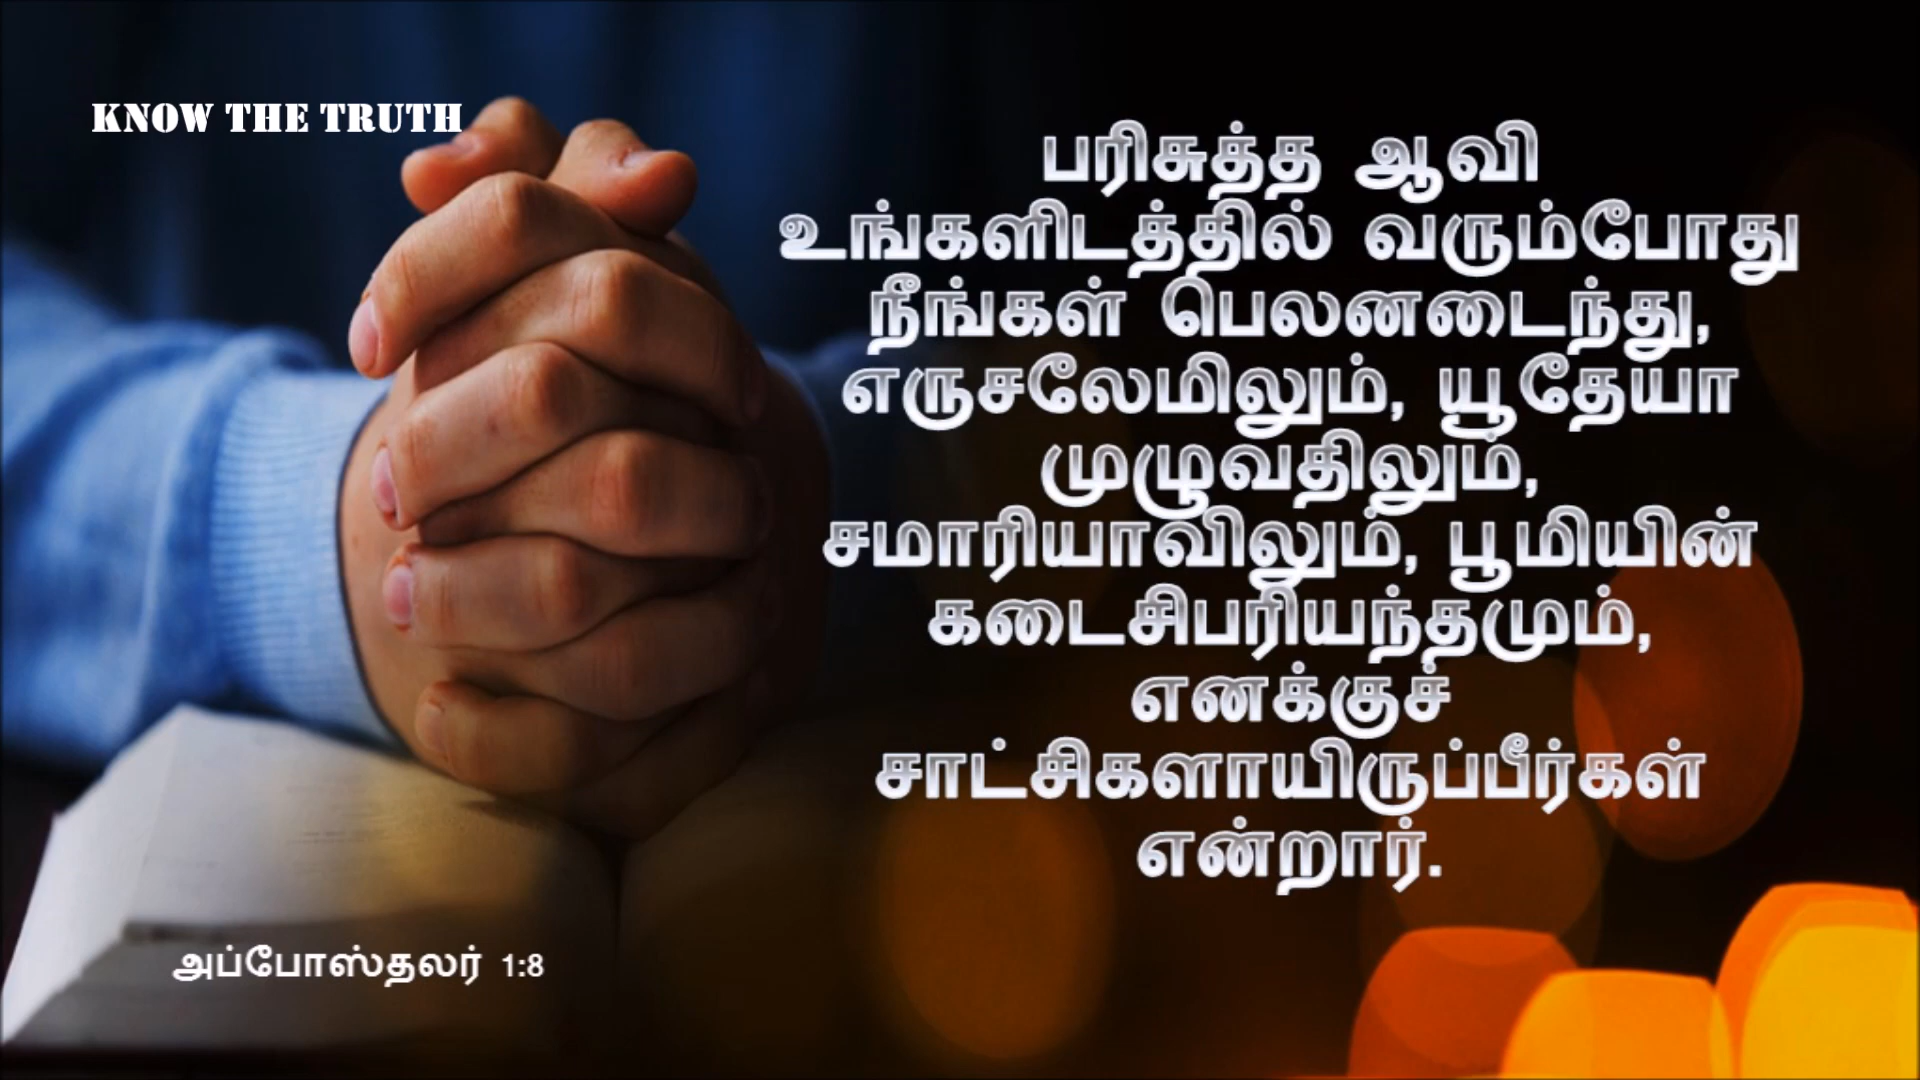 KNOW THE TRUTH
பரிசுத்த ஆவி
உங்களிடத்தில் வரும்போது
நீங்கள் பெலனடைந்து,
எருசலேமிலும், யூதேயா
முழுவதிலும்,
சமாரியாவிலும், பூமியின்
கடைசிபரியந்தமும்,
எனக்குச்
சாட்சிகளாயிருப்பீர்கள்
என்றார்.
அப்போஸ்தலர் 1:8